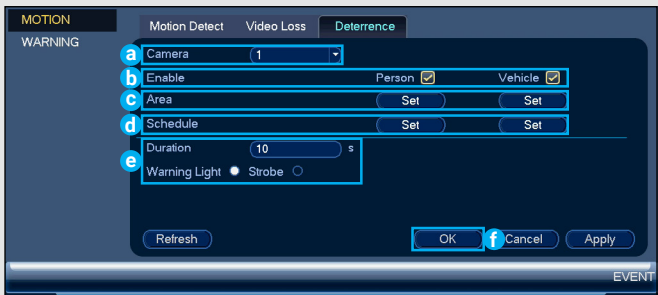 MOTION
WARNING
Motion Detect Video Loss Deterrence
a Camera 1
b Enable Person Vehicle
c Area Set Set
d Schedule Set Set
Duration 10 s
e
Warning Light Strobe
Refresh OK f Cancel Apply
EVENT